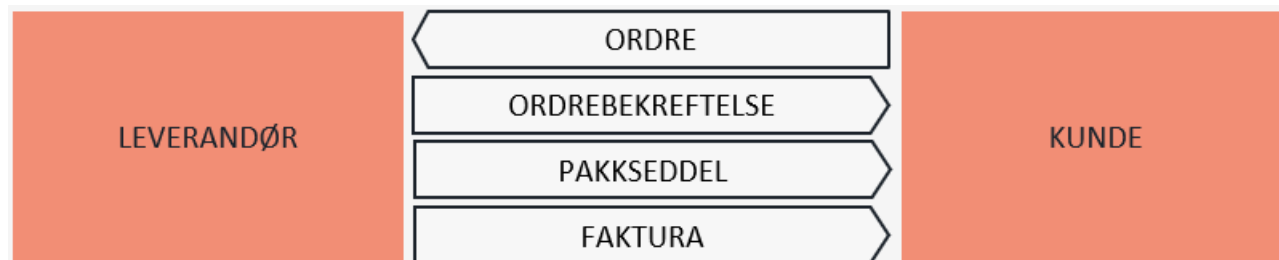 ORDRE
ORDREBEKREFTELSE
LEVERANDØR
KUNDE
PAKKSEDDEL
FAKTURA